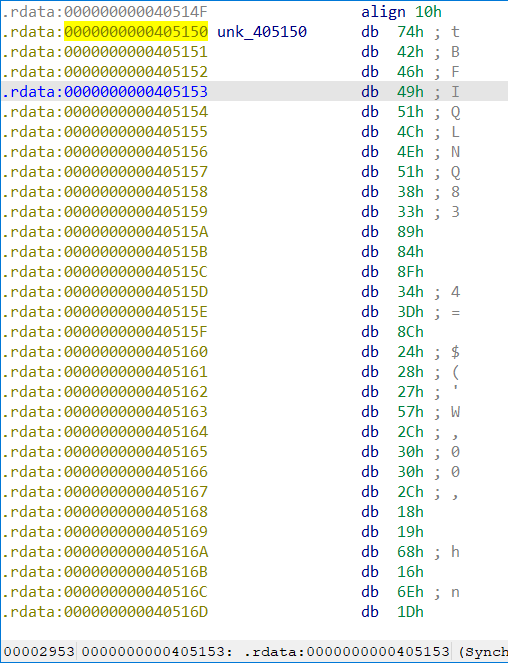 .rdata:000000000040514F align 10h
.rdata:0000000000405150 unk_405150 db 74h ; t
.rdata:0000000000405151 db 42h ; B
.rdata:0000000000405152 db 46h ; F
.rdata:0000000000405153 db 49h ; I
.rdata:0000000000405154 db 51h ; Q
.rdata:0000000000405155 db 4Ch ; L
.rdata:0000000000405156 db 4Eh ; N
.rdata:0000000000405157 db 51h ; Q
.rdata:0000000000405158 db 38h ; 8
.rdata:0000000000405159 db 33h ; 3
.rdata:000000000040515A db 89h
.rdata:000000000040515B db 84h
.rdata:000000000040515C db 8Fh
.rdata:000000000040515D db 34h ; 4
.rdata:000000000040515E db 3Dh ; =
.rdata:000000000040515F db 8Ch
.rdata:0000000000405160 db 24h ; $
.rdata:0000000000405161 db 28h ; (
.rdata:0000000000405162 db 27h ; '
.rdata:0000000000405163 db 57h ; W
.rdata:0000000000405164 db 2Ch ; ,
.rdata:0000000000405165 db 30h ; 0
.rdata:0000000000405166 db 30h ; 0
.rdata:0000000000405167 db 2Ch ; ,
.rdata:0000000000405168 db 18h
.rdata:0000000000405169 db 19h
.rdata:000000000040516A db 68h ; h
.rdata:000000000040516B db 16h
.rdata:000000000040516C db 6Eh ; n
.rdata:000000000040516D db 1Dh
00002953 0000000000405153: .rdata:0000000000405153 (Synch